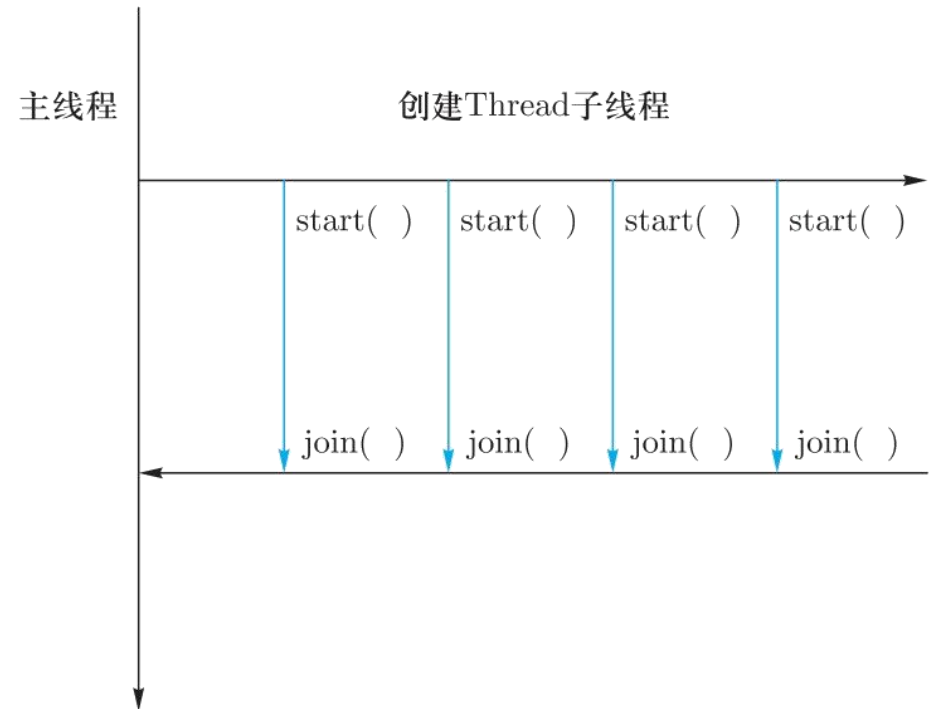 主线程
创建Thread子线程
start( ) start( ) start( ) start( )
join( ) join( ) join( ) join( )